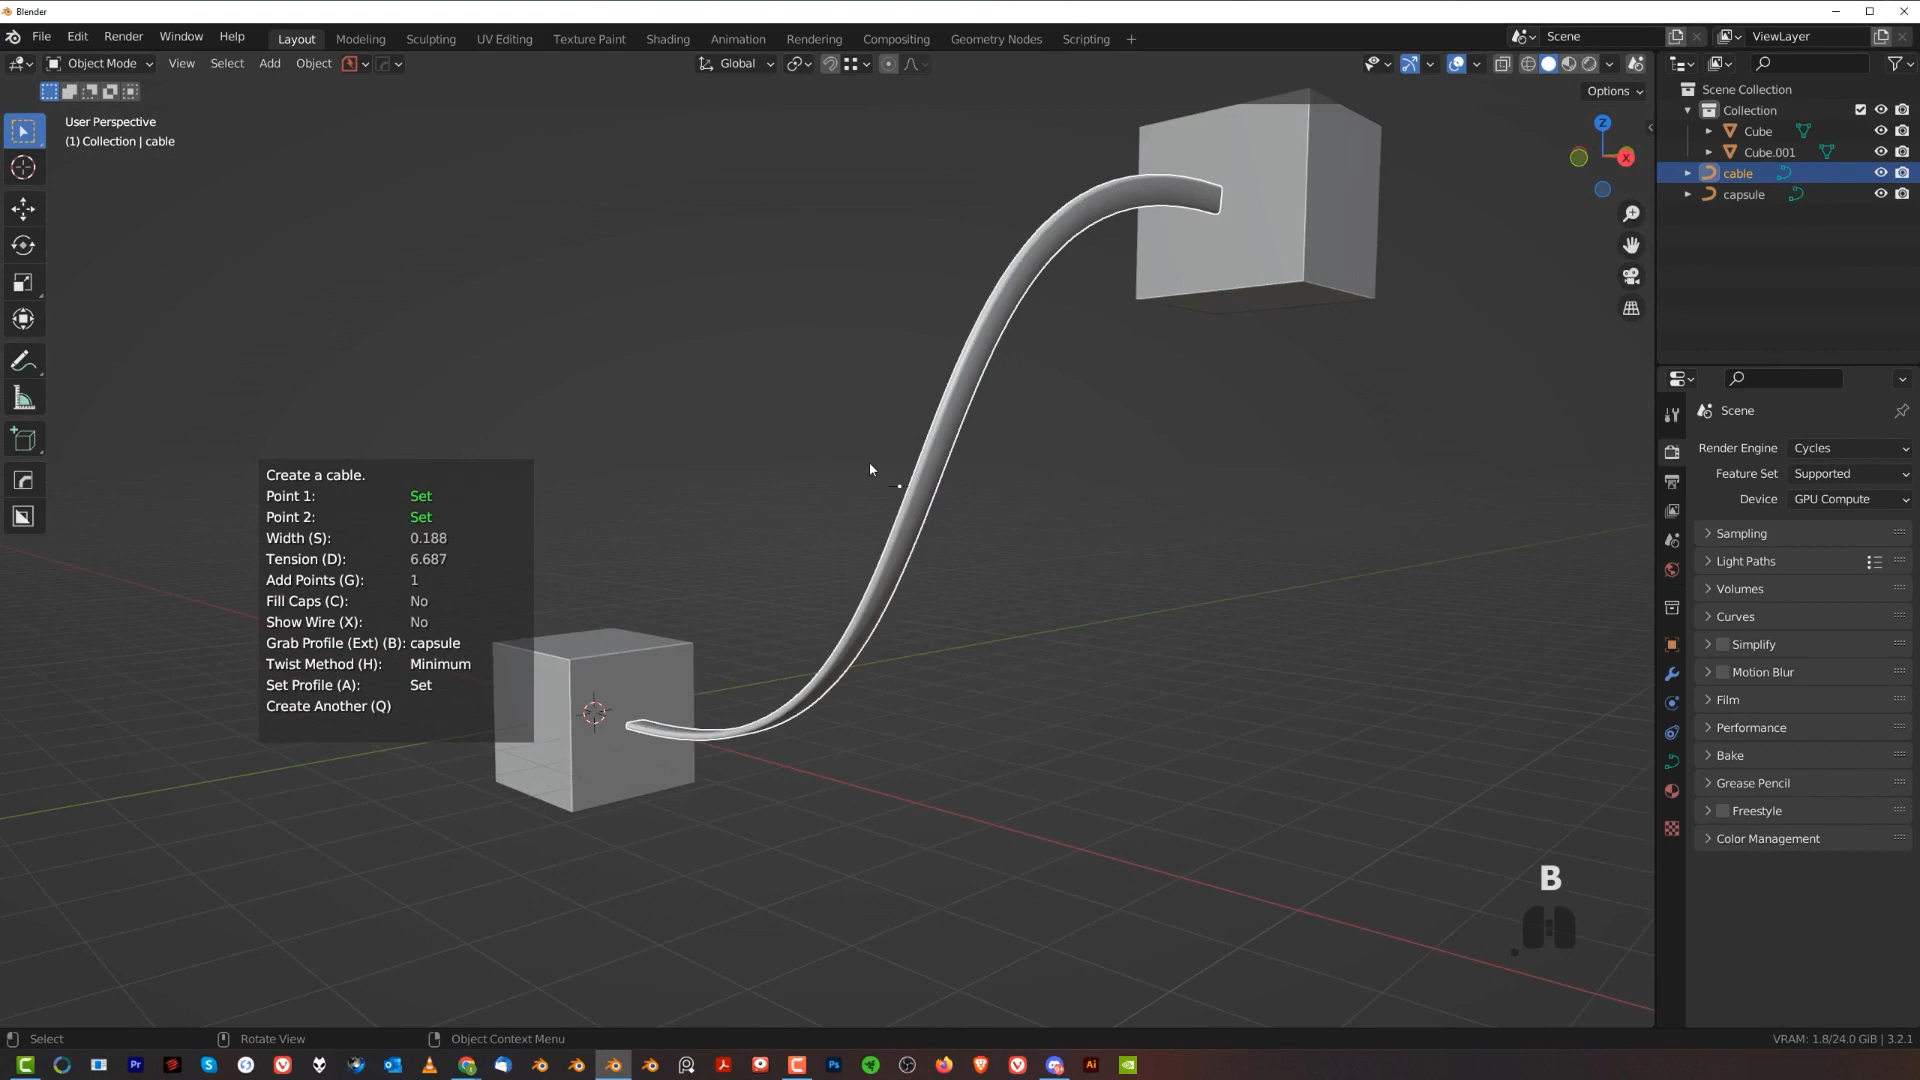 Blender
File Edit Render Window Help Layout Modeling Sculpting UV Editing Texture Paint Shading Animation Rendering Compositing Geometry Nodes Scripting + Scene ViewLayer
Object Mode View Select Add Object Global
Options
User Perspective
(1) Collection | cable
Z
X
Scene Collection
Collection
Cube
Cube.001
cable
capsule
Create a cable.
Point 1: Set
Point 2: Set
Width (S): 0.188
Tension (D): 6.687
Add Points (G): 1
Fill Caps (C): No
Show Wire (X): No
Grab Profile (Ext) (B): capsule
Twist Method (H): Minimum
Set Profile (A): Set
Create Another (Q)
Scene
Render Engine Cycles
Feature Set Supported
Device GPU Compute
Sampling
Light Paths
Volumes
Curves
Simplify
Motion Blur
Film
Performance
Bake
Grease Pencil
Freestyle
Color Management
B
Select Rotate View Object Context Menu VRAM: 1.8/24.0 GiB | 3.2.1
Pr S Ps Ai